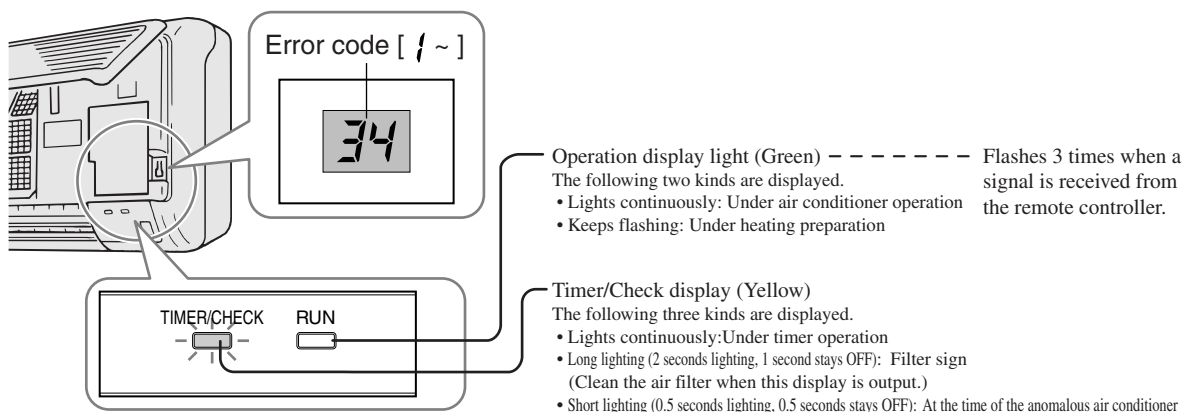 Error code [ 1 ~ ]
34
Operation display light (Green)
Flashes 3 times when a
signal is received from
the remote controller.
The following two kinds are displayed.
• Lights continuously: Under air conditioner operation
• Keeps flashing: Under heating preparation
TIMER/CHECK
RUN
Timer/Check display (Yellow)
The following three kinds are displayed.
• Lights continuously:Under timer operation
• Long lighting (2 seconds lighting, 1 second stays OFF): Filter sign
(Clean the air filter when this display is output.)
• Short lighting (0.5 seconds lighting, 0.5 seconds stays OFF): At the time of the anomalous air conditioner